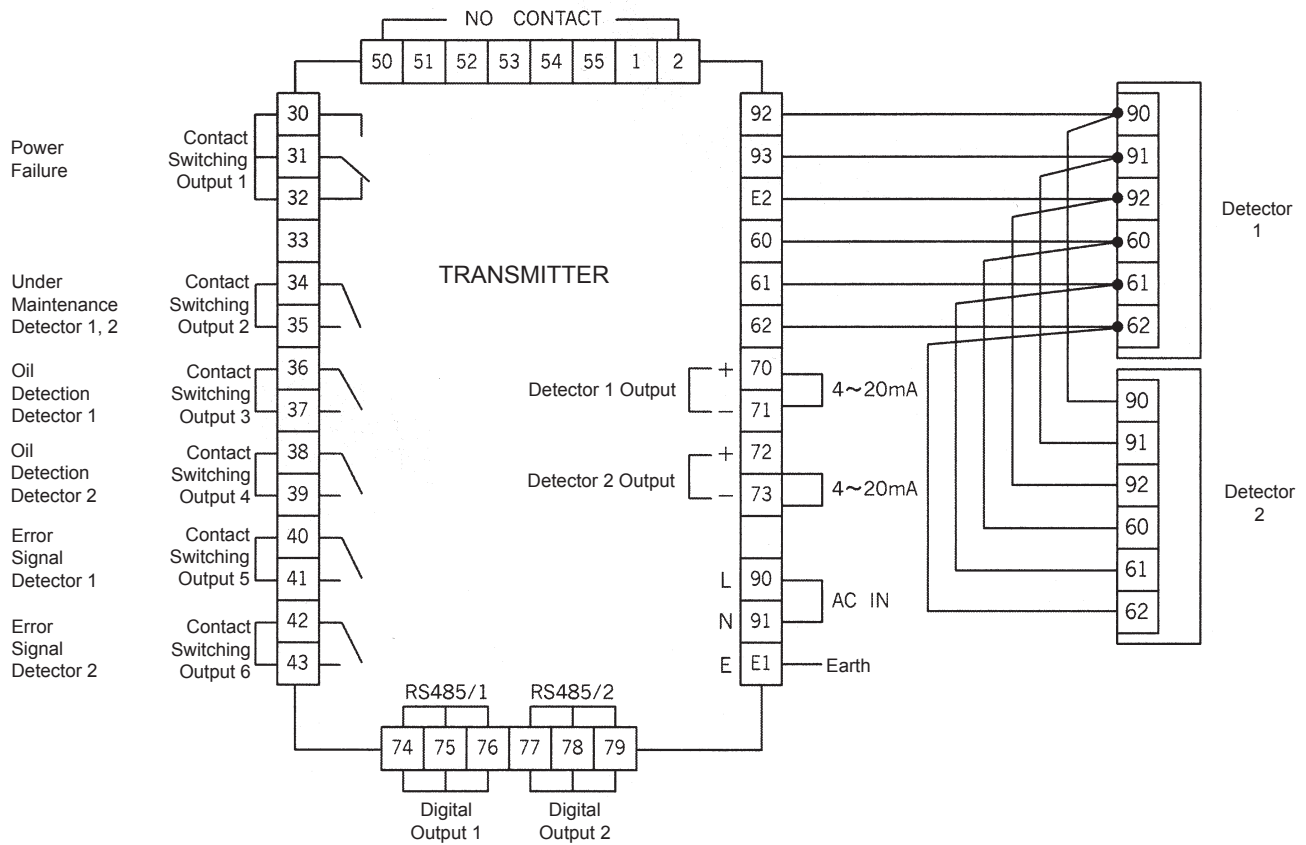 NO CONTACT
50 51 52 53 54 55 1 2
Power
Failure
Contact
Switching
Output 1
30
31
32
33
Under
Maintenance
Detector 1, 2
Contact
Switching
Output 2
34
35
Oil
Detection
Detector 1
Contact
Switching
Output 3
36
37
Oil
Detection
Detector 2
Contact
Switching
Output 4
38
39
Error
Signal
Detector 1
Contact
Switching
Output 5
40
41
Error
Signal
Detector 2
Contact
Switching
Output 6
42
43
TRANSMITTER
92
93
E2
60
61
62
Detector 1 Output
+ 70
− 71
4~20mA
Detector 2 Output
+ 72
− 73
4~20mA
L 90
N 91
AC IN
E E1 Earth
90
91
92
60
61
62
Detector
1
90
91
92
60
61
62
Detector
2
RS485/1 RS485/2
74 75 76 77 78 79
Digital
Output 1
Digital
Output 2